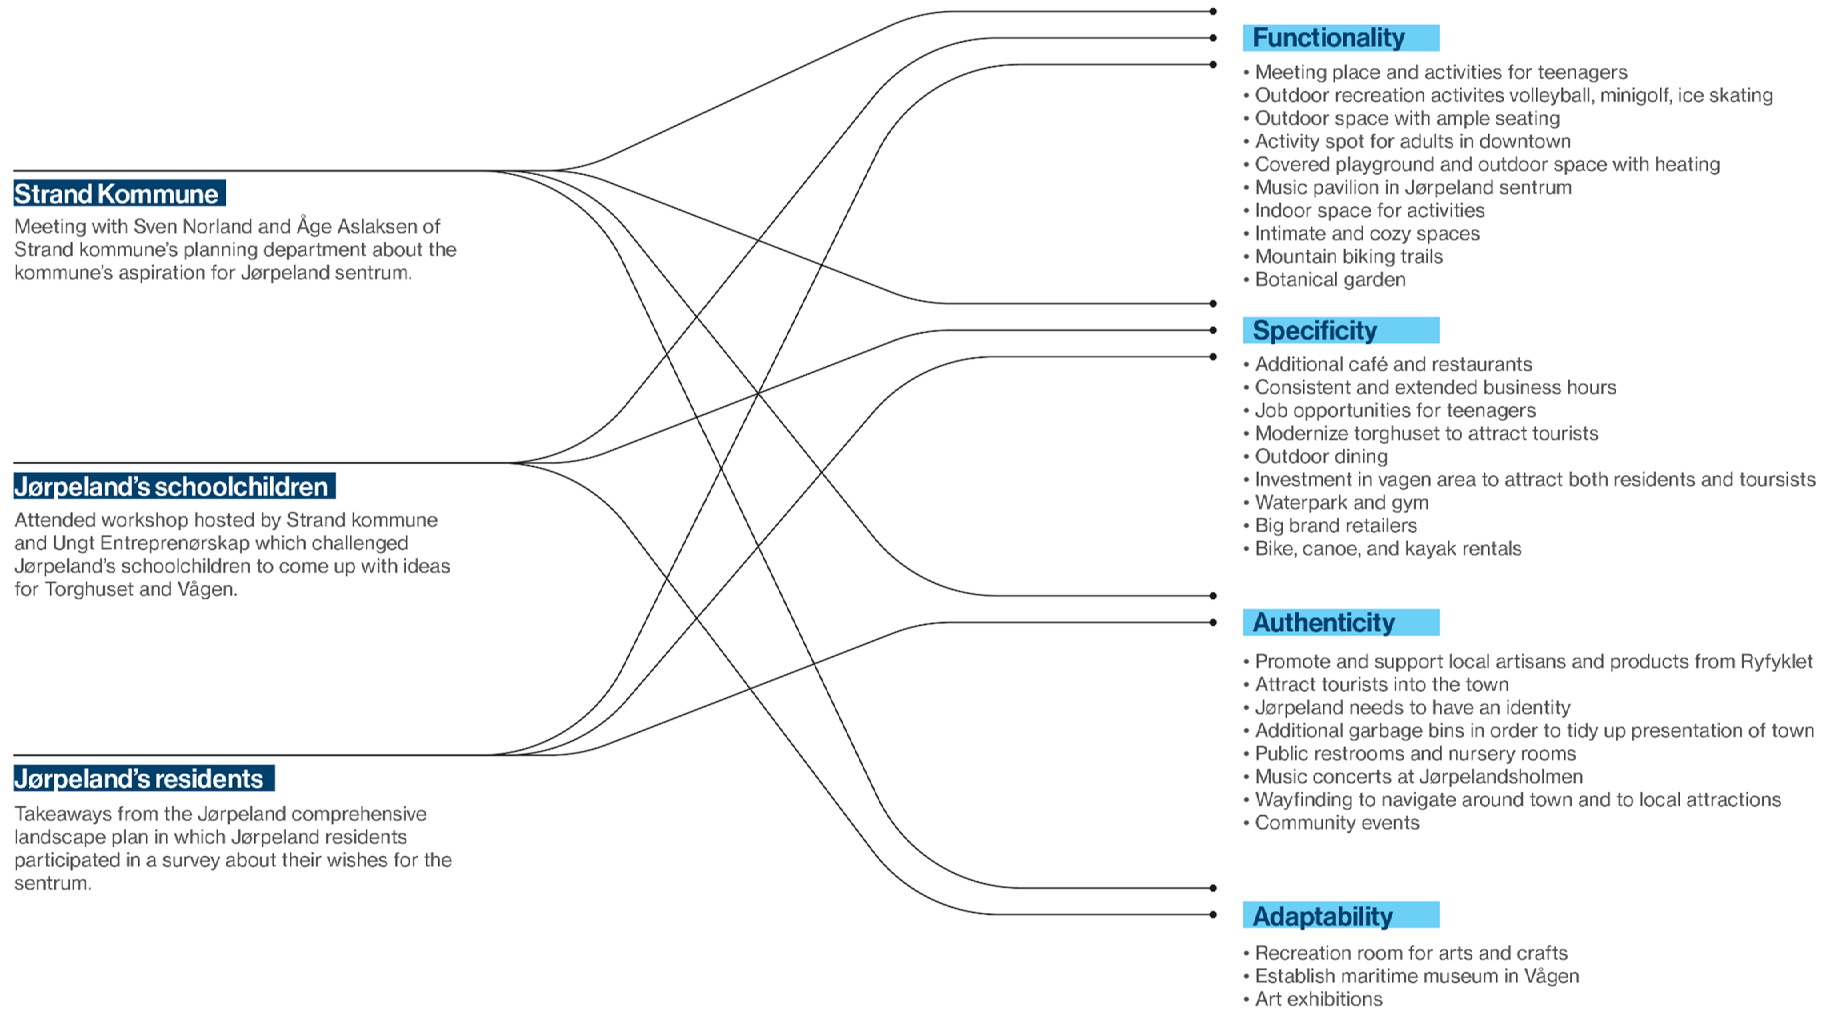 Strand Kommune
Meeting with Sven Norland and Åge Aslaksen of
Strand kommune's planning department about the
kommune's aspiration for Jørpeland sentrum.
Jørpeland's schoolchildren
Attended workshop hosted by Strand kommune
and Ungt Entreprenørskap which challenged
Jørpeland's schoolchildren to come up with ideas
for Torghuset and Vågen.
Jørpeland's residents
Takeaways from the Jørpeland comprehensive
landscape plan in which Jørpeland residents
participated in a survey about their wishes for the
sentrum.
Functionality
• Meeting place and activities for teenagers
• Outdoor recreation activites volleyball, minigolf, ice skating
• Outdoor space with ample seating
• Activity spot for adults in downtown
• Covered playground and outdoor space with heating
• Music pavilion in Jørpeland sentrum
• Indoor space for activities
• Intimate and cozy spaces
• Mountain biking trails
• Botanical garden
Specificity
• Additional café and restaurants
• Consistent and extended business hours
• Job opportunities for teenagers
• Modernize torghuset to attract tourists
• Outdoor dining
• Investment in vagen area to attract both residents and toursists
• Waterpark and gym
• Big brand retailers
• Bike, canoe, and kayak rentals
Authenticity
• Promote and support local artisans and products from Ryfyklet
• Attract tourists into the town
• Jørpeland needs to have an identity
• Additional garbage bins in order to tidy up presentation of town
• Public restrooms and nursery rooms
• Music concerts at Jørpelandsholmen
• Wayfinding to navigate around town and to local attractions
• Community events
Adaptability
• Recreation room for arts and crafts
• Establish maritime museum in Vågen
• Art exhibitions